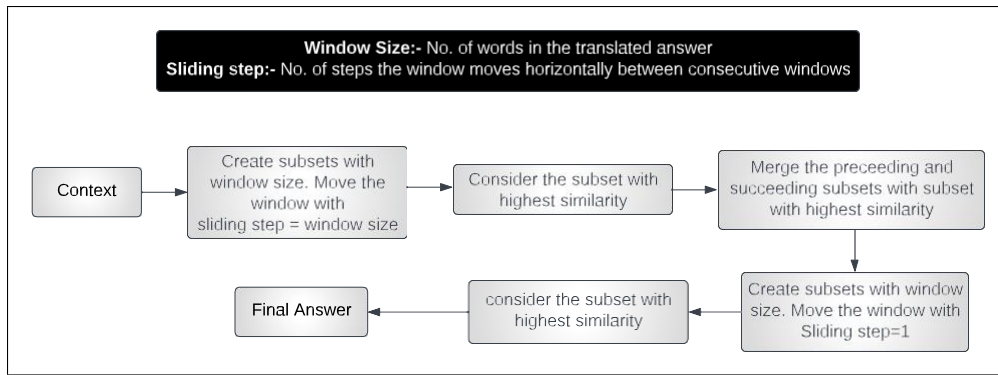 Window Size:- No. of words in the translated answer
Sliding step:- No. of steps the window moves horizontally between consecutive windows
Context
Create subsets with
window size. Move the
window with
sliding step = window size
Consider the subset with
highest similarity
Merge the preceeding and
succeeding subsets with subset
with highest similarity
Create subsets with window
size. Move the window with
Sliding step=1
consider the subset with
highest similarity
Final Answer